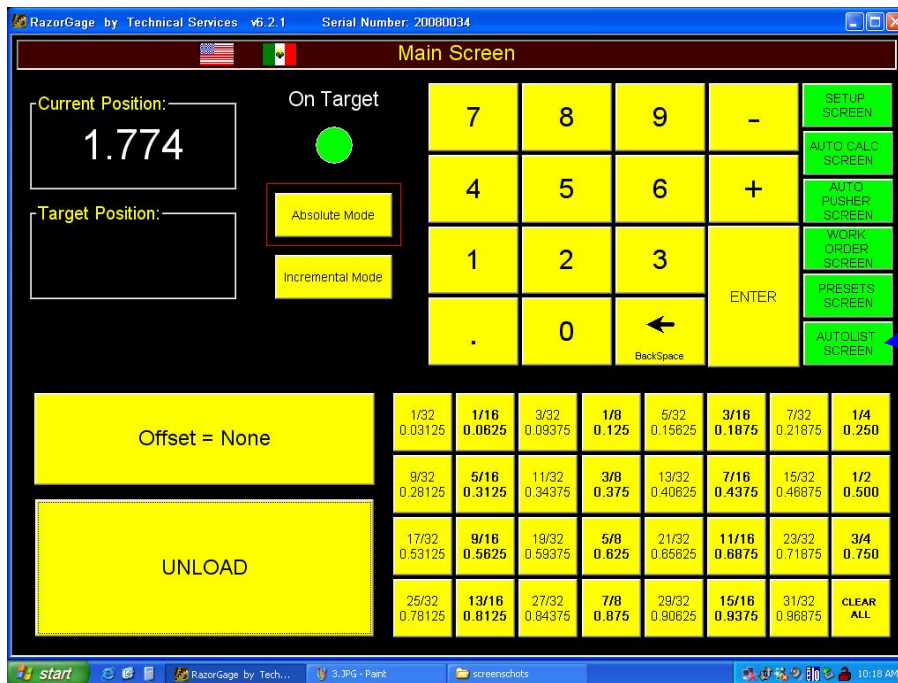 RazorGage by Technical Services v6.2.1 Serial Number: 20080034
Main Screen
Current Position:
1.774
On Target
Target Position:
Absolute Mode
Incremental Mode
7 8 9 -
4 5 6 +
1 2 3
ENTER
. 0
BackSpace
SETUP
SCREEN
AUTO CALC
SCREEN
AUTO
PUSHER
SCREEN
WORK
ORDER
SCREEN
PRESETS
SCREEN
AUTOLIST
SCREEN
Offset = None
UNLOAD
1/32 1/16 3/32 1/8 5/32 3/16 7/32 1/4
0.03125 0.0625 0.09375 0.125 0.15625 0.1875 0.21875 0.250
9/32 5/16 11/32 3/8 13/32 7/16 15/32 1/2
0.28125 0.3125 0.34375 0.375 0.40625 0.4375 0.46875 0.500
17/32 9/16 19/32 5/8 21/32 11/16 23/32 3/4
0.53125 0.5625 0.59375 0.625 0.65625 0.6875 0.71875 0.750
25/32 13/16 27/32 7/8 29/32 15/16 31/32 CLEAR
0.78125 0.8125 0.84375 0.875 0.90625 0.9375 0.96875 ALL
start RazorGage by Tech... 3.JPG - Paint screenschots 10:18 AM